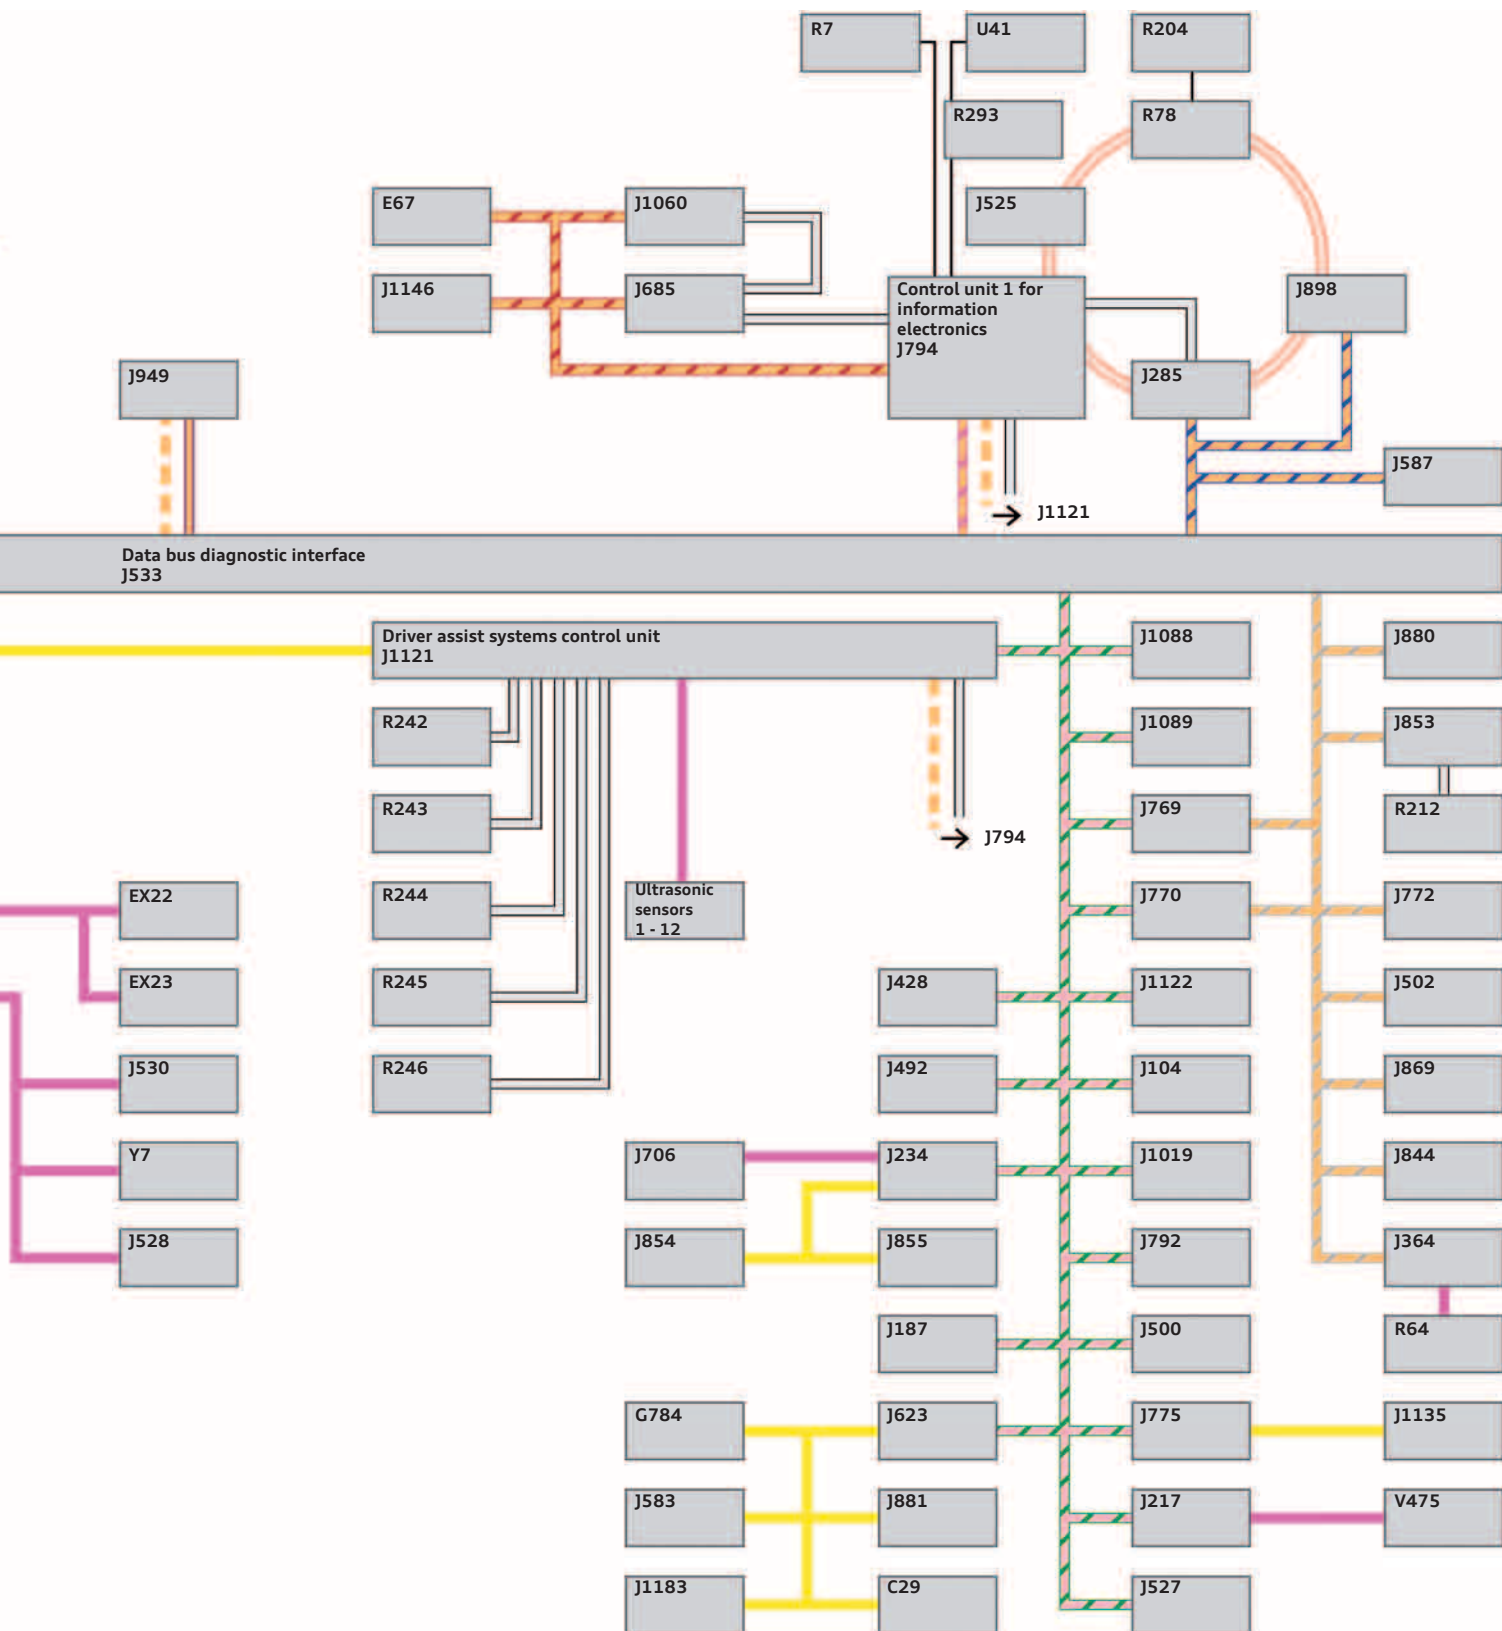 R7
U41
R204
R293
R78
E67
J1060
J525
J1146
J685
Control unit 1 for
information
electronics
J794
J898
J949
J285
J587
J1121
Data bus diagnostic interface
J533
Driver assist systems control unit
J1121
J1088
J880
R242
J1089
J853
R243
J769
R212
J794
EX22
R244
Ultrasonic
sensors
1 - 12
J770
J772
EX23
R245
J428
J1122
J502
J530
R246
J492
J104
J869
Y7
J706
J234
J1019
J844
J528
J854
J855
J792
J364
J187
J500
R64
G784
J623
J775
J1135
J583
J881
J217
V475
J1183
C29
J527